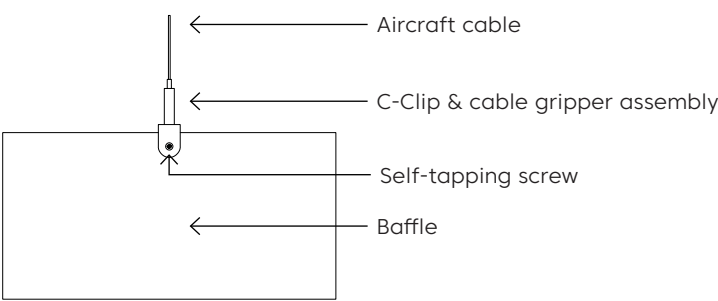 Aircraft cable
C-Clip & cable gripper assembly
Self-tapping screw
Baffle